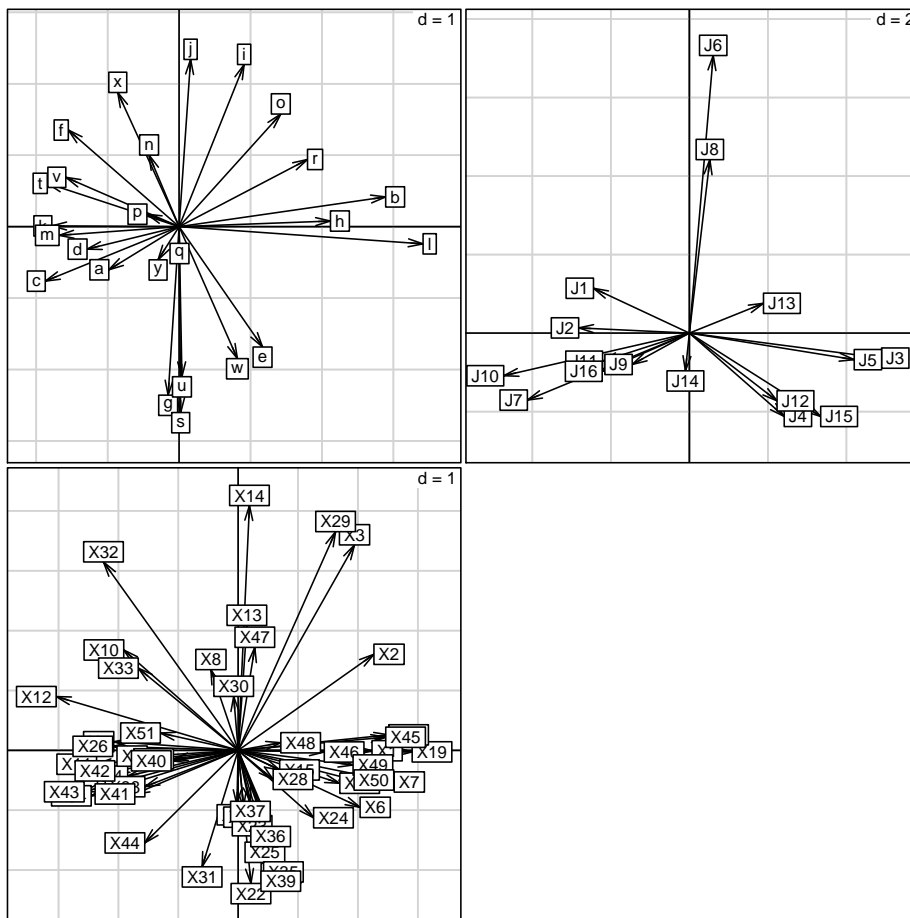 d = 1
j
i
x
o
f
n
r
v
t
b
p
h
m
l
d
q
a
y
c
w
e
u
g
s
d = 2
J6
J8
J1
J13
J2
J5
J3
J9
J16
J10
J14
J7
J12
J4
J15
d = 1
X14
X29
X3
X32
X13
X47
X10
X8
X2
X33
X30
X12
X51
X45
X48
X26
X46
X19
X40
X49
X42
X28
X50
X7
X43
X41
X6
X37
X24
X36
X44
X25
X31
X39
X22